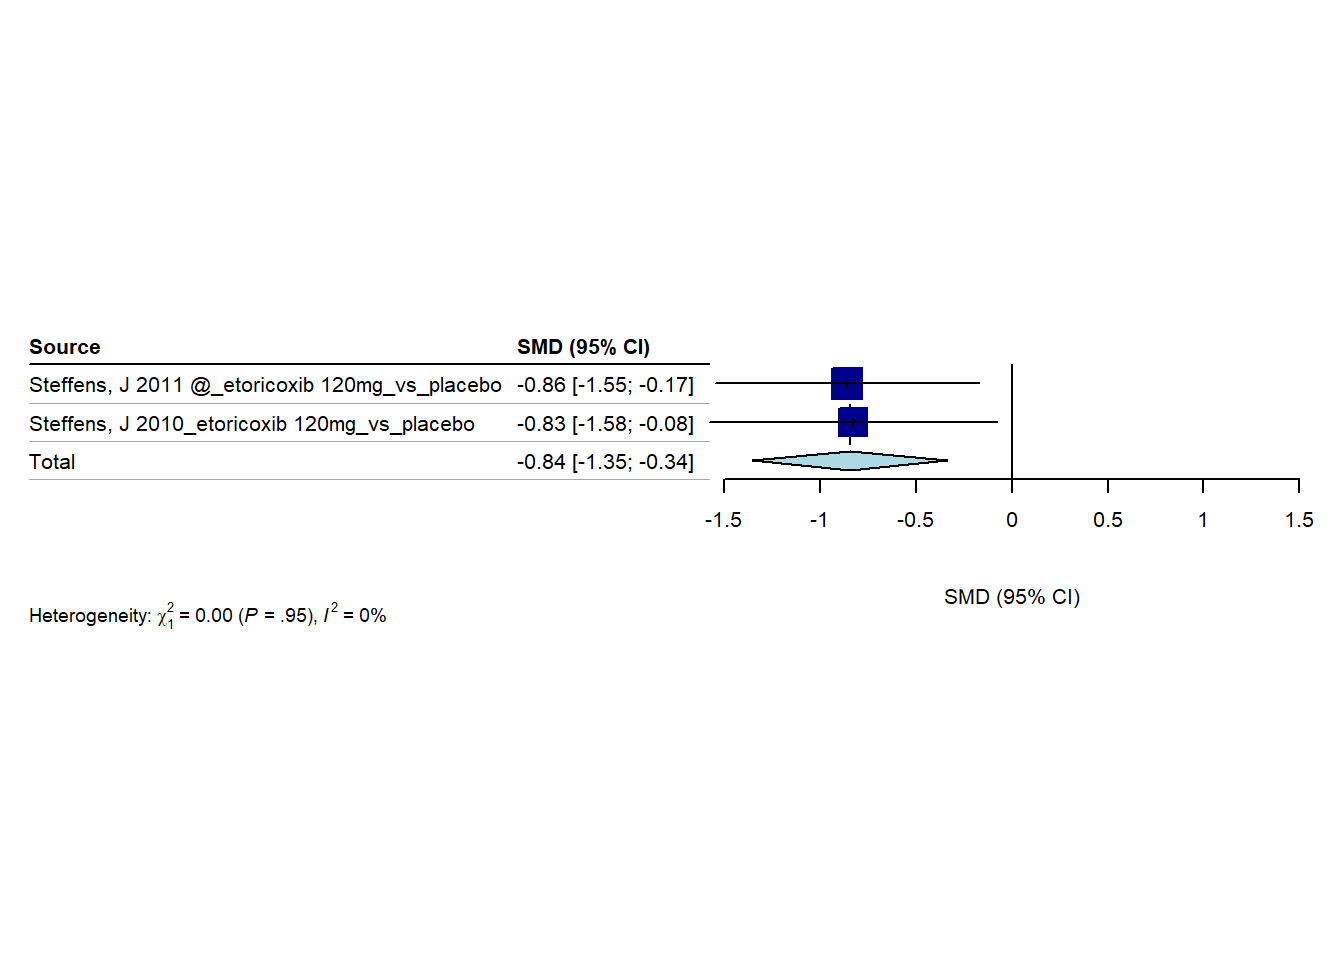 Source SMD (95% CI)
Steffens, J 2011 @_etoricoxib 120mg_vs_placebo -0.86 [-1.55; -0.17]
Steffens, J 2010_etoricoxib 120mg_vs_placebo -0.83 [-1.58; -0.08]
Total -0.84 [-1.35; -0.34]
-1.5 -1 -0.5 0 0.5 1 1.5
SMD (95% CI)
Heterogeneity: χ²₁ = 0.00 (P = .95), I² = 0%